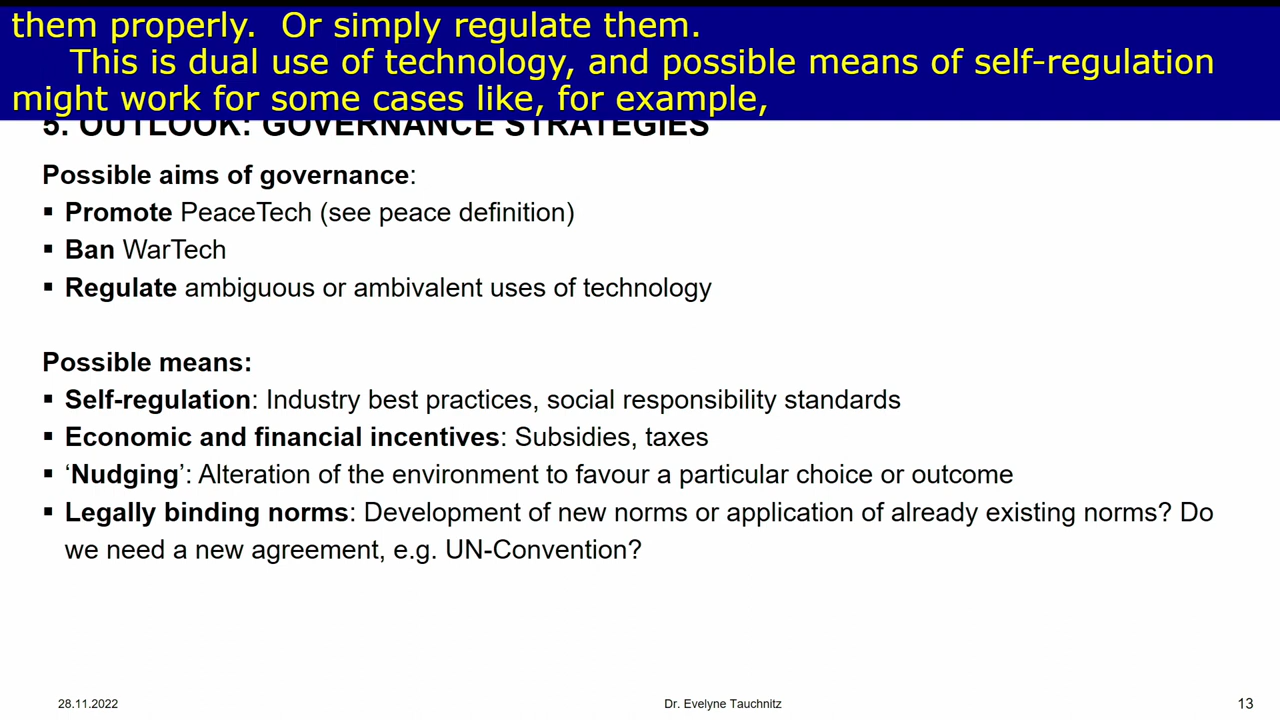 them properly.  Or simply regulate them.
This is dual use of technology, and possible means of self-regulation
might work for some cases like, for example,
5. OUTLOOK: GOVERNANCE STRATEGIES
Possible aims of governance:
▪ Promote PeaceTech (see peace definition)
▪ Ban WarTech
▪ Regulate ambiguous or ambivalent uses of technology
Possible means:
▪ Self-regulation: Industry best practices, social responsibility standards
▪ Economic and financial incentives: Subsidies, taxes
▪ ‘Nudging’: Alteration of the environment to favour a particular choice or outcome
▪ Legally binding norms: Development of new norms or application of already existing norms? Do
we need a new agreement, e.g. UN-Convention?
28.11.2022
Dr. Evelyne Tauchnitz
13